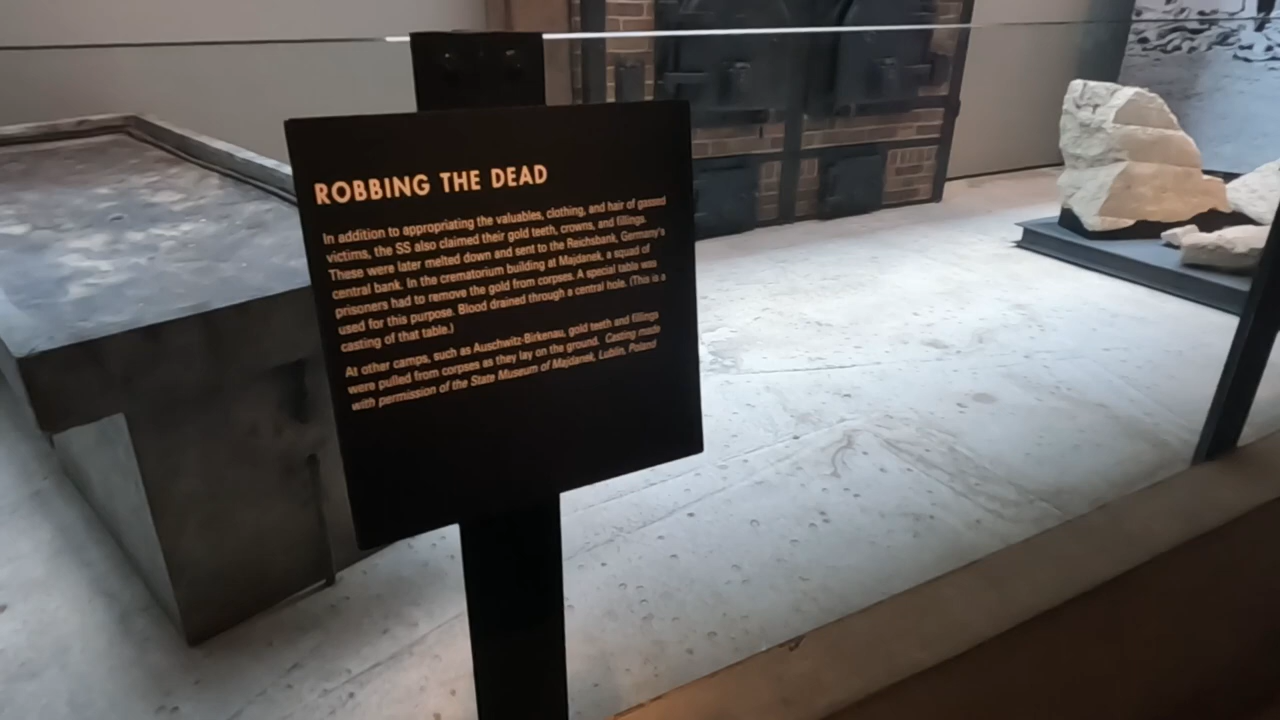 ROBBING THE DEAD
In addition to appropriating the valuables, clothing, and hair of gassed
victims, the SS also claimed their gold teeth, crowns, and fillings.
These were later melted down and sent to the Reichsbank, Germany's
central bank. In the crematorium building at Majdanek, a squad of
prisoners had to remove the gold from corpses. A special table was
used for this purpose. Blood drained through a central hole. (This is a
casting of that table.)
At other camps, such as Auschwitz-Birkenau, gold teeth and fillings
were pulled from corpses as they lay on the ground. Casting made
with permission of the State Museum of Majdanek, Lublin, Poland